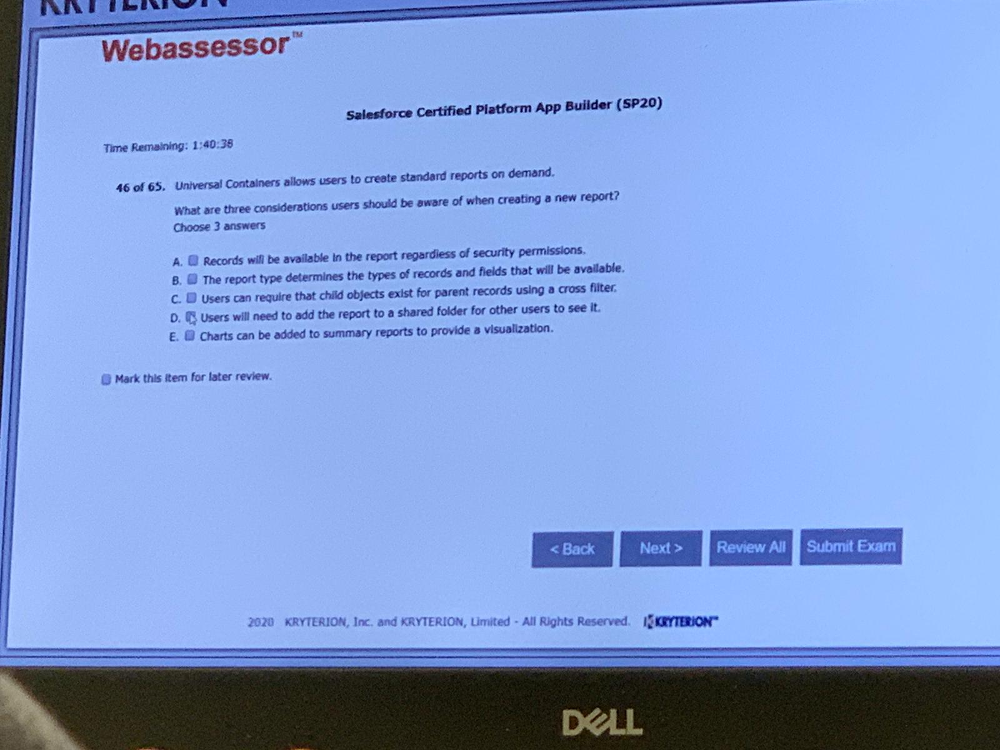 KRYTERION
Webassessor™
Salesforce Certified Platform App Builder (SP20)
Time Remaining: 1:40:38
46 of 65. Universal Containers allows users to create standard reports on demand.
What are three considerations users should be aware of when creating a new report?
Choose 3 answers
A. Records will be available in the report regardless of security permissions.
B. The report type determines the types of records and fields that will be available.
C. Users can require that child objects exist for parent records using a cross filter.
D. Users will need to add the report to a shared folder for other users to see it.
E. Charts can be added to summary reports to provide a visualization.
Mark this item for later review.
< Back Next > Review All Submit Exam
2020 KRYTERION, Inc. and KRYTERION, Limited - All Rights Reserved. KRYTERION™
DELL